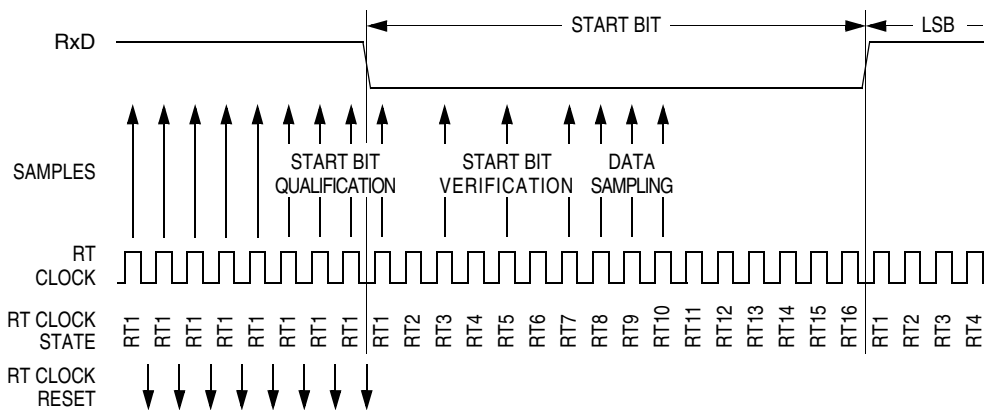 START BIT
LSB
RxD
SAMPLES
START BIT
QUALIFICATION
START BIT
VERIFICATION
DATA
SAMPLING
RT
CLOCK
RT CLOCK
STATE
RT1 RT1 RT1 RT1 RT1 RT1 RT1 RT1 RT1 RT2 RT3 RT4 RT5 RT6 RT7 RT8 RT9 RT10 RT11 RT12 RT13 RT14 RT15 RT16 RT1 RT2 RT3 RT4
RT CLOCK
RESET